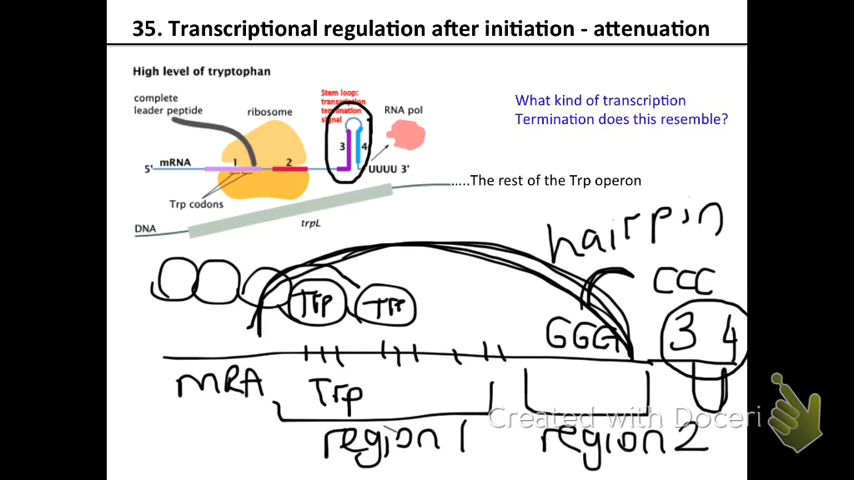 35. Transcriptional regulation after initiation - attenuation
High level of tryptophan
complete
leader peptide
ribosome
Stem loop:
transcription
termination
signal
RNA pol
What kind of transcription
Termination does this resemble?
3
4
5'
mRNA
1
2
UUUU 3'
Trp codons
.....The rest of the Trp operon
DNA
trpL
hairpin
CCC
Trp
Trp
GGG
3 4
MRA
Trp
Created with Doceri
region 1
region 2